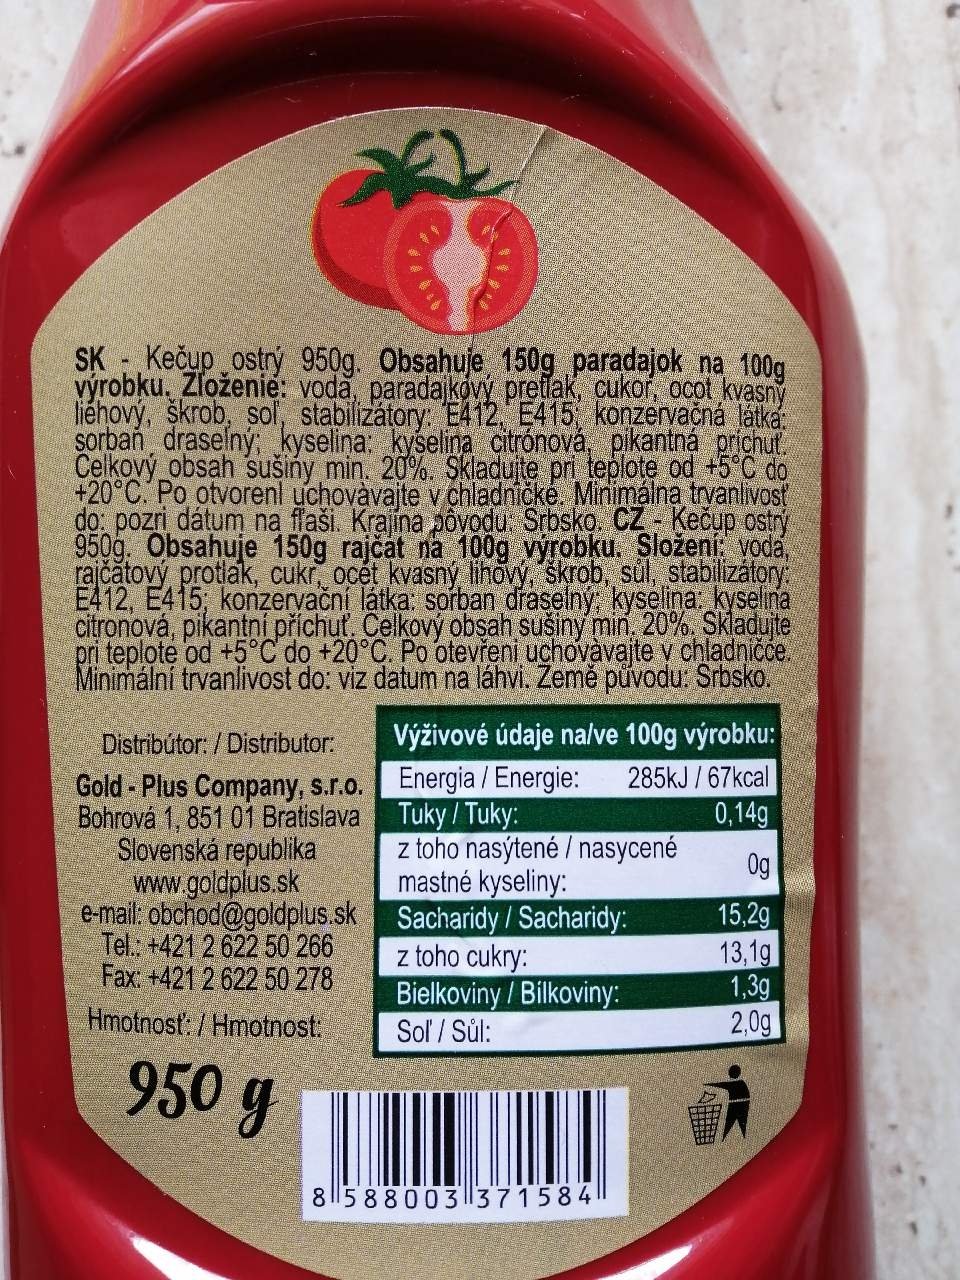 SK - Kečup ostrý 950g. Obsahuje 150g paradajok na 100g
výrobku. Zloženie: voda, paradajkový pretlak, cukor, ocot kvasný
liehový, škrob, soľ, stabilizátory: E412, E415; konzervačná látka:
sorban draselný; kyselina: kyselina citrónová, pikantná príchuť.
Celkový obsah sušiny min. 20%. Skladujte pri teplote od +5°C do
+20°C. Po otvorení uchovàvajte v chladničke. Minimálna trvanlivosť
do: pozri dátum na fľaši. Krajina pôvodu: Srbsko. CZ - Kečup ostrý
950g. Obsahuje 150g rajčat na 100g výrobku. Složení: voda,
rajčatový protlak, cukr, ocet kvasný lihový, škrob, sůl, stabilizátory:
E412, E415; konzervační látka: sorban draselný; kyselina: kyselina
citronová, pikantní příchuť. Celkový obsah sušiny min. 20%. Skladujte
při teplotě od +5°C do +20°C. Po otevření uchovàvajte v chladničce.
Minimální trvanlivost do: viz datum na láhvi. Země původu: Srbsko.
Distribútor: / Distributor:
Gold - Plus Company, s.r.o.
Bohrová 1, 851 01 Bratislava
Slovenská republika
www.goldplus.sk
e-mail: obchod@goldplus.sk
Tel.: +421 2 622 50 266
Fax: +421 2 622 50 278
Hmotnosť: / Hmotnost:
950 g
Výživové údaje na/ve 100g výrobku:
Energia / Energie: 285kJ / 67kcal
Tuky / Tuky: 0,14g
z toho nasýtené / nasycené
mastné kyseliny: 0g
Sacharidy / Sacharidy: 15,2g
z toho cukry: 13,1g
Bielkoviny / Bílkoviny: 1,3g
Soľ / Sůl: 2,0g
8 588003 371584